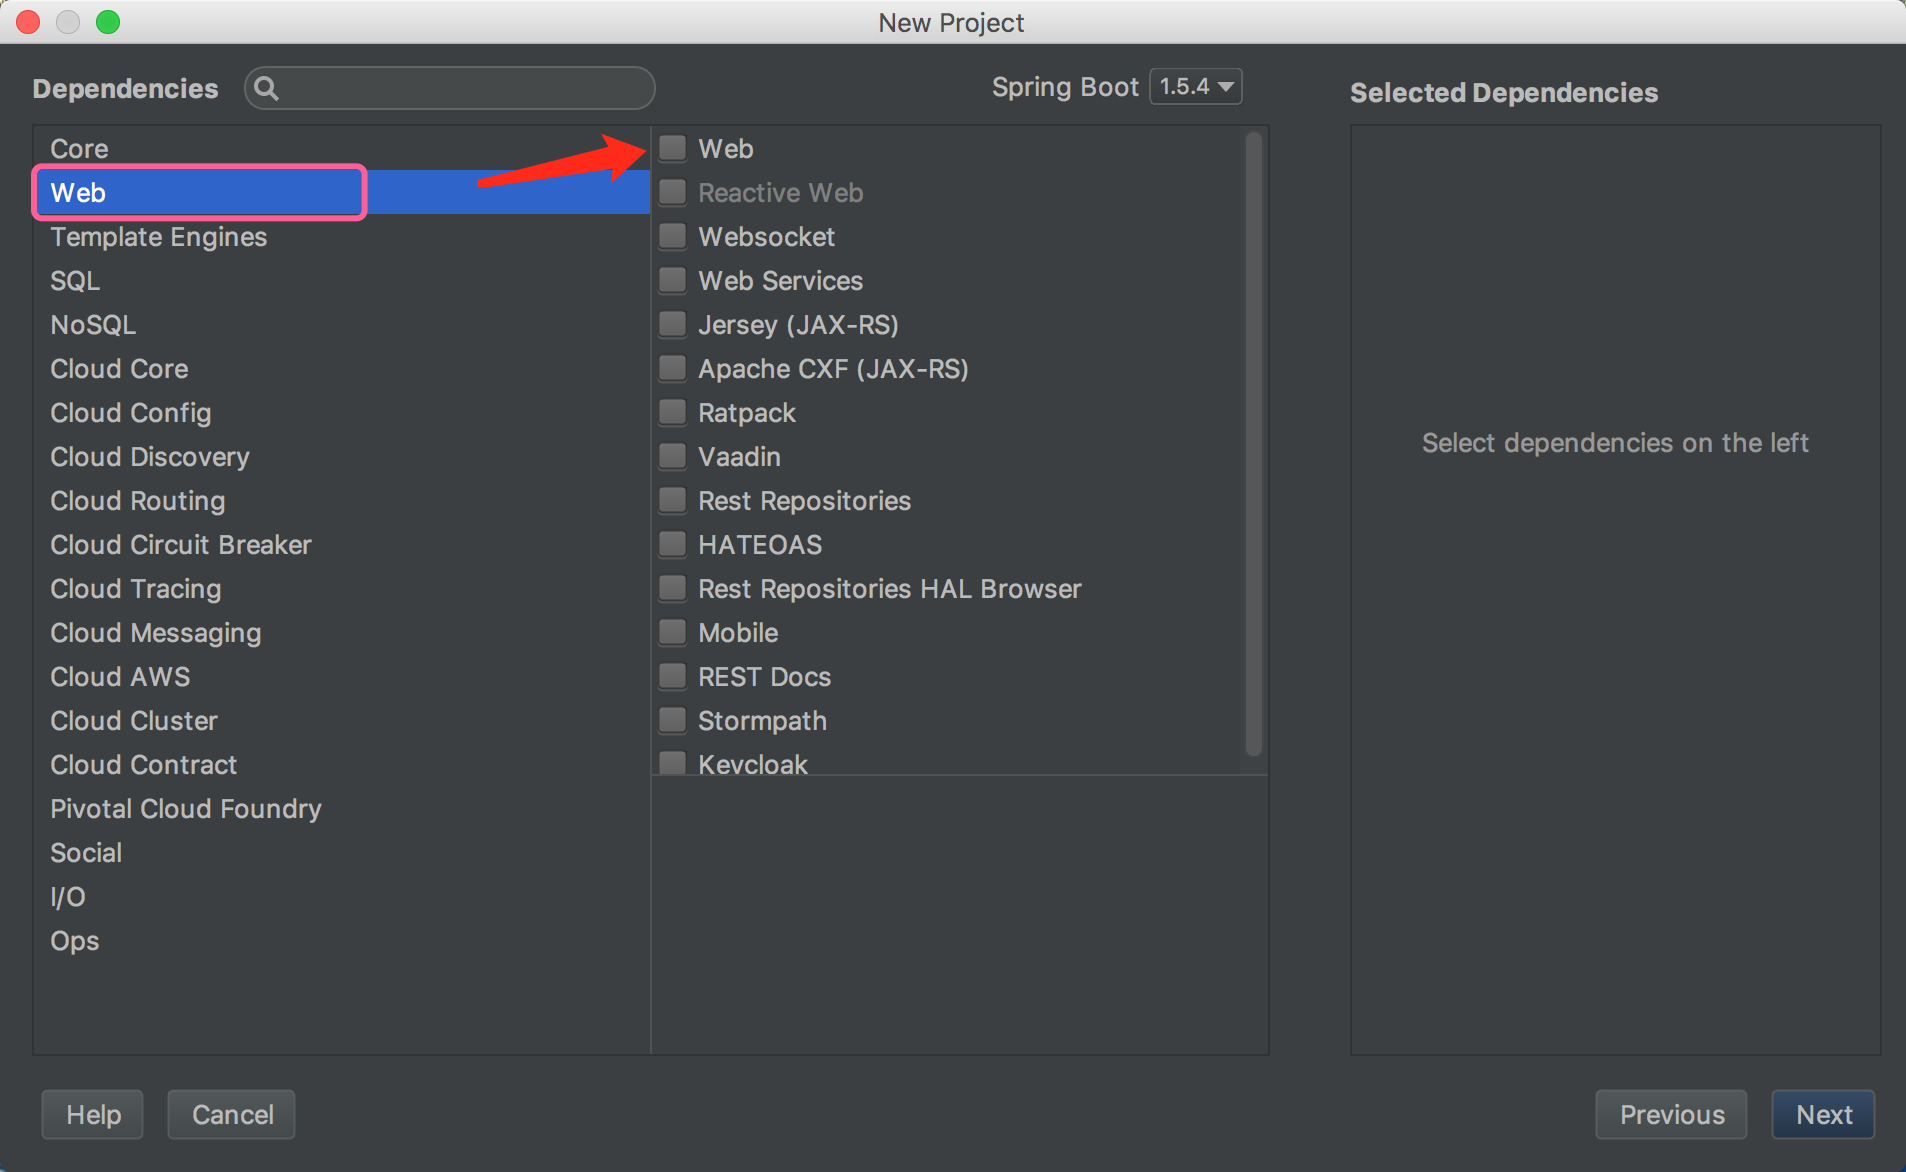 New Project
Dependencies
Spring Boot 1.5.4
Selected Dependencies
Core
Web
Template Engines
SQL
NoSQL
Cloud Core
Cloud Config
Cloud Discovery
Cloud Routing
Cloud Circuit Breaker
Cloud Tracing
Cloud Messaging
Cloud AWS
Cloud Cluster
Cloud Contract
Pivotal Cloud Foundry
Social
I/O
Ops
Web
Reactive Web
Websocket
Web Services
Jersey (JAX-RS)
Apache CXF (JAX-RS)
Ratpack
Vaadin
Rest Repositories
HATEOAS
Rest Repositories HAL Browser
Mobile
REST Docs
Stormpath
Keycloak
Select dependencies on the left
Help
Cancel
Previous
Next